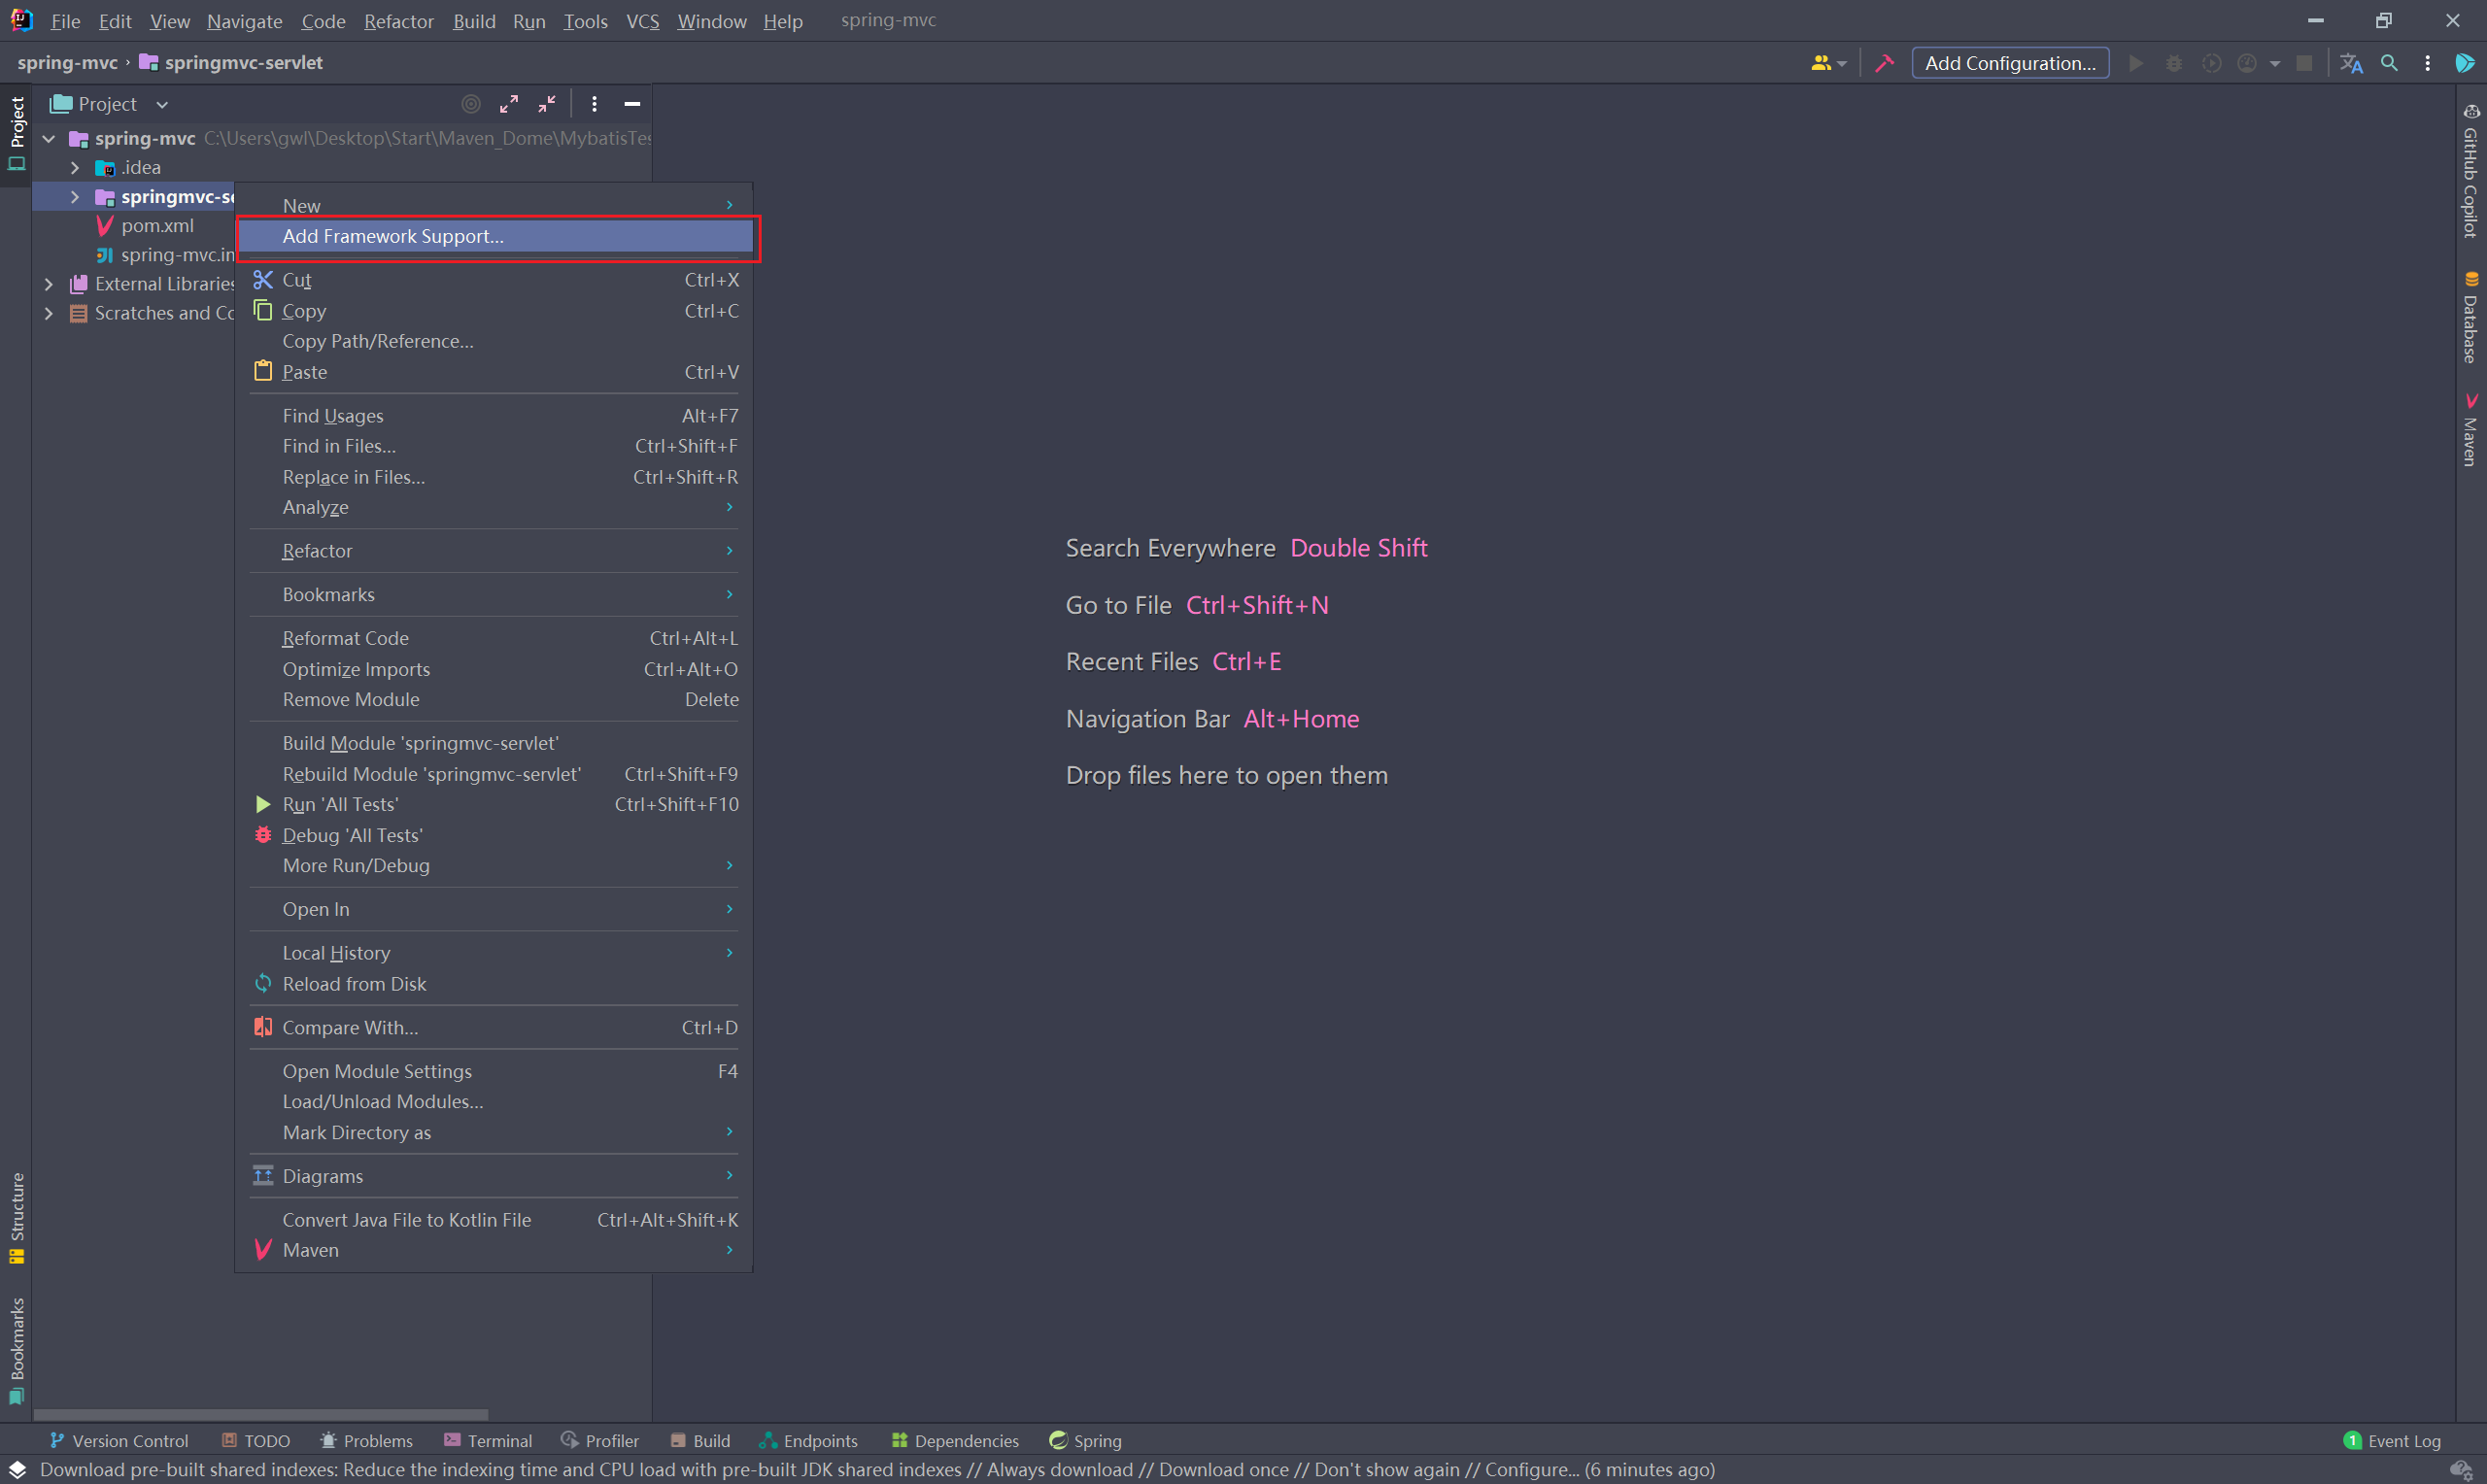 File Edit View Navigate Code Refactor Build Run Tools VCS Window Help spring-mvc
spring-mvc › springmvc-servlet
Add Configuration...
Project
spring-mvc C:\Users\gwl\Desktop\Start\Maven_Dome\MybatisTes
.idea
springmvc-se
pom.xml
spring-mvc.im
External Libraries
Scratches and Co
New
Add Framework Support...
Cut Ctrl+X
Copy Ctrl+C
Copy Path/Reference...
Paste Ctrl+V
Find Usages Alt+F7
Find in Files... Ctrl+Shift+F
Replace in Files... Ctrl+Shift+R
Analyze
Refactor
Bookmarks
Reformat Code Ctrl+Alt+L
Optimize Imports Ctrl+Alt+O
Remove Module Delete
Build Module 'springmvc-servlet'
Rebuild Module 'springmvc-servlet' Ctrl+Shift+F9
Run 'All Tests' Ctrl+Shift+F10
Debug 'All Tests'
More Run/Debug
Open In
Local History
Reload from Disk
Compare With... Ctrl+D
Open Module Settings F4
Load/Unload Modules...
Mark Directory as
Diagrams
Convert Java File to Kotlin File Ctrl+Alt+Shift+K
Maven
Search Everywhere Double Shift
Go to File Ctrl+Shift+N
Recent Files Ctrl+E
Navigation Bar Alt+Home
Drop files here to open them
Project
Structure
Bookmarks
GitHub Copilot
Database
Maven
Version Control TODO Problems Terminal Profiler Build Endpoints Dependencies Spring 1 Event Log
Download pre-built shared indexes: Reduce the indexing time and CPU load with pre-built JDK shared indexes // Always download // Download once // Don't show again // Configure... (6 minutes ago)